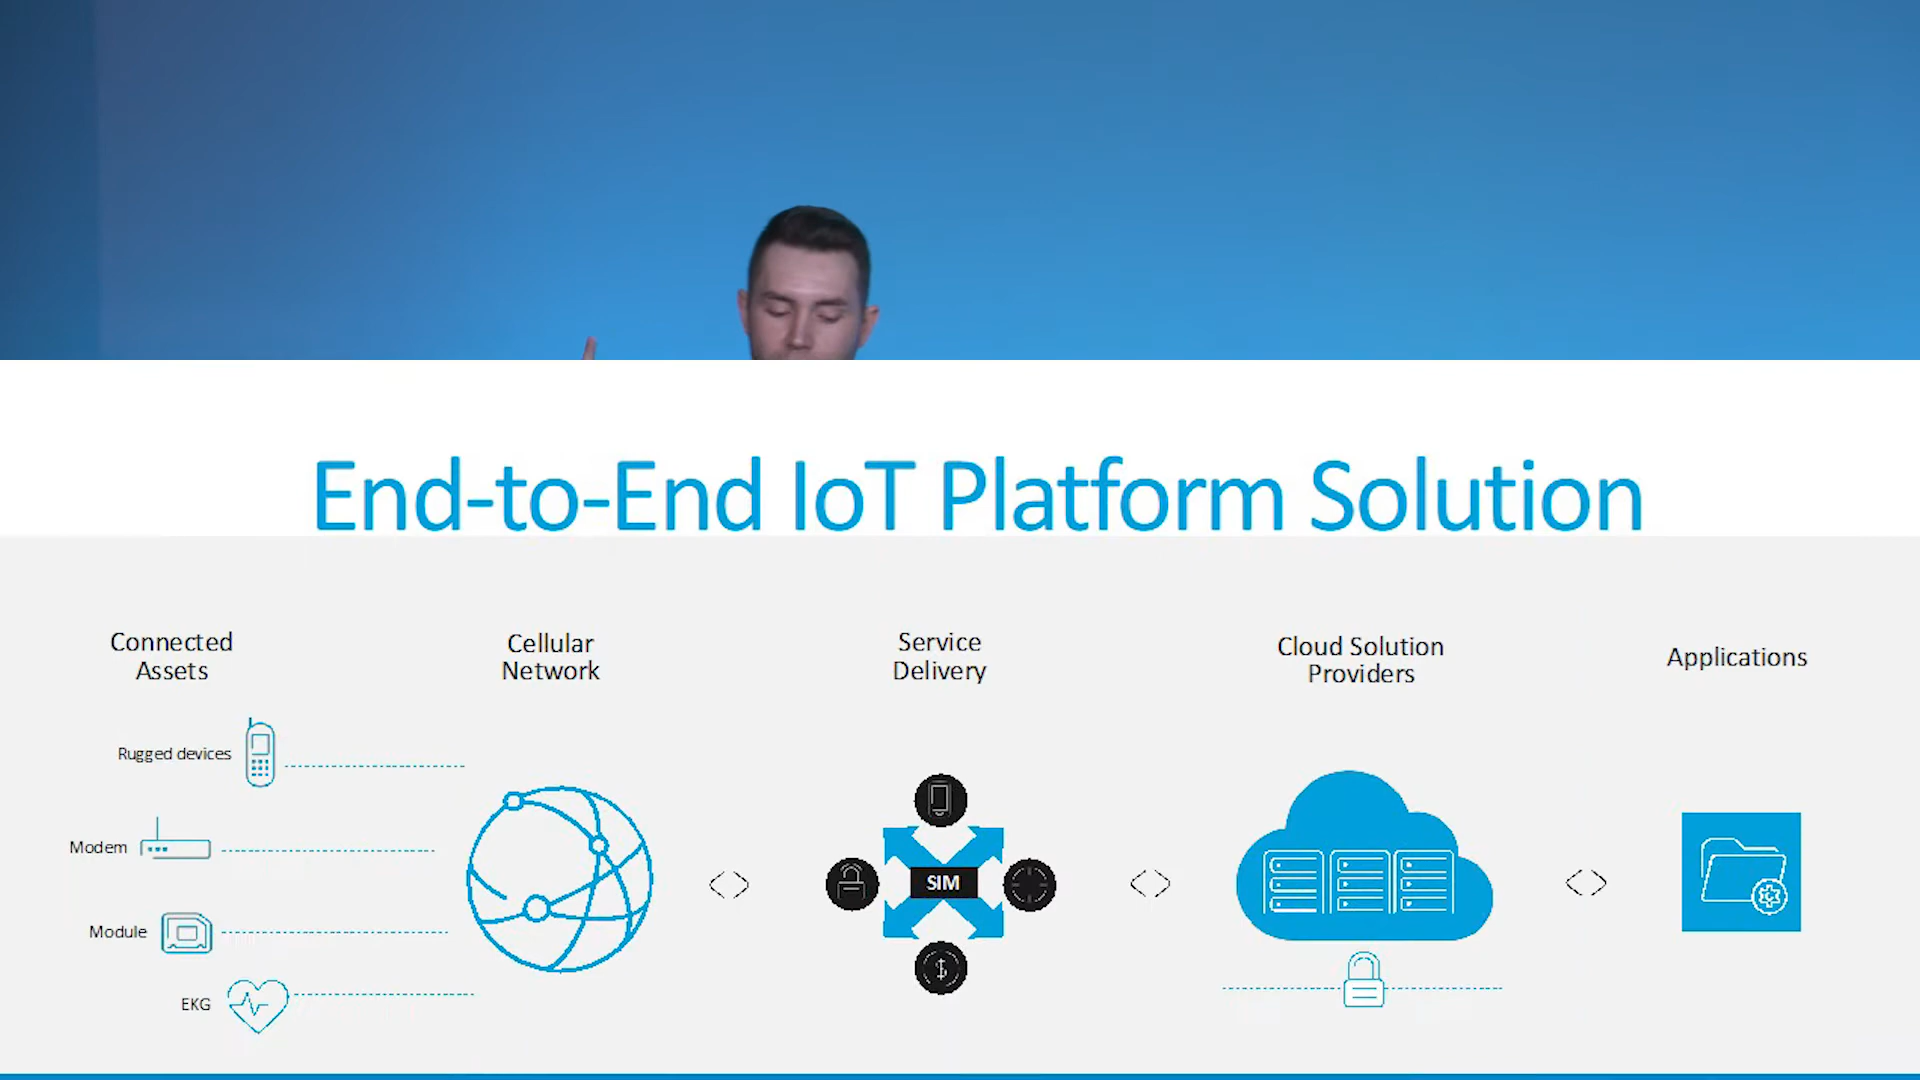 End-to-End IoT Platform Solution
Connected
Assets
Cellular
Network
Service
Delivery
Cloud Solution
Providers
Applications
Rugged devices
Modem
Module
EKG
SIM
$